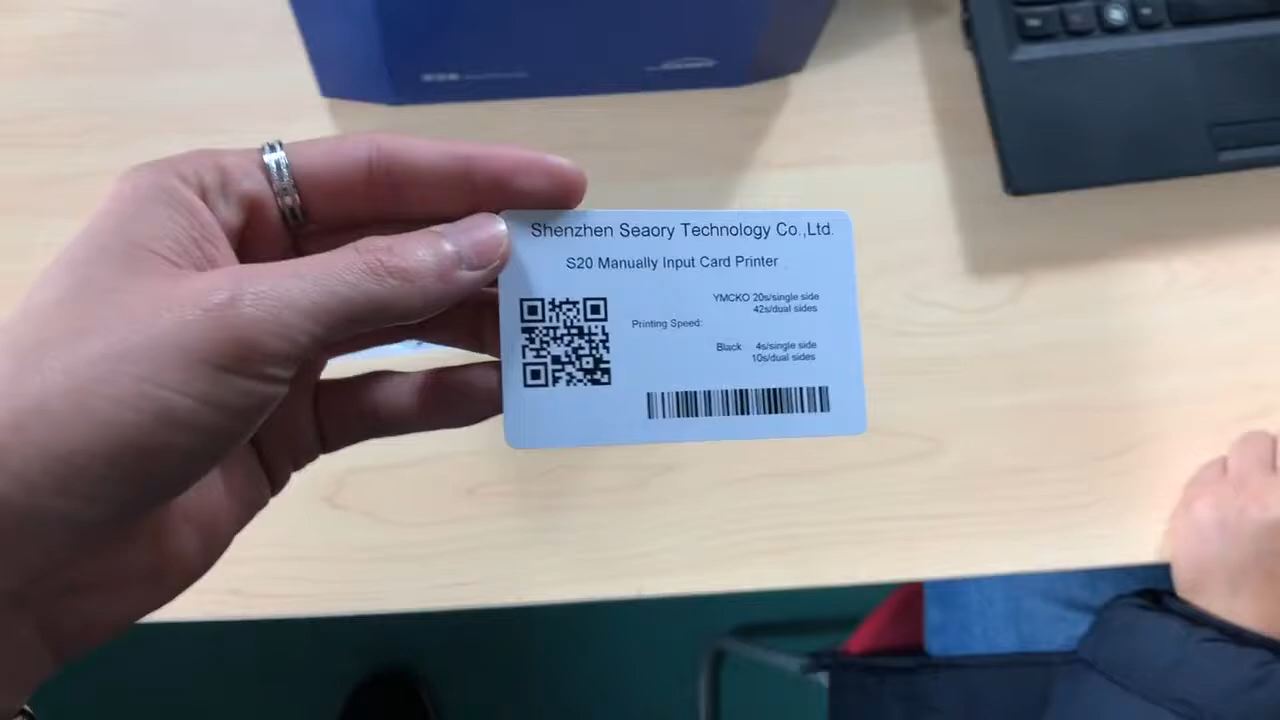 Shenzhen Seaory Technology Co.,Ltd.
S20 Manually Input Card Printer
YMCKO 20s/single side
42s/dual sides
Printing Speed:
Black 4s/single side
10s/dual sides